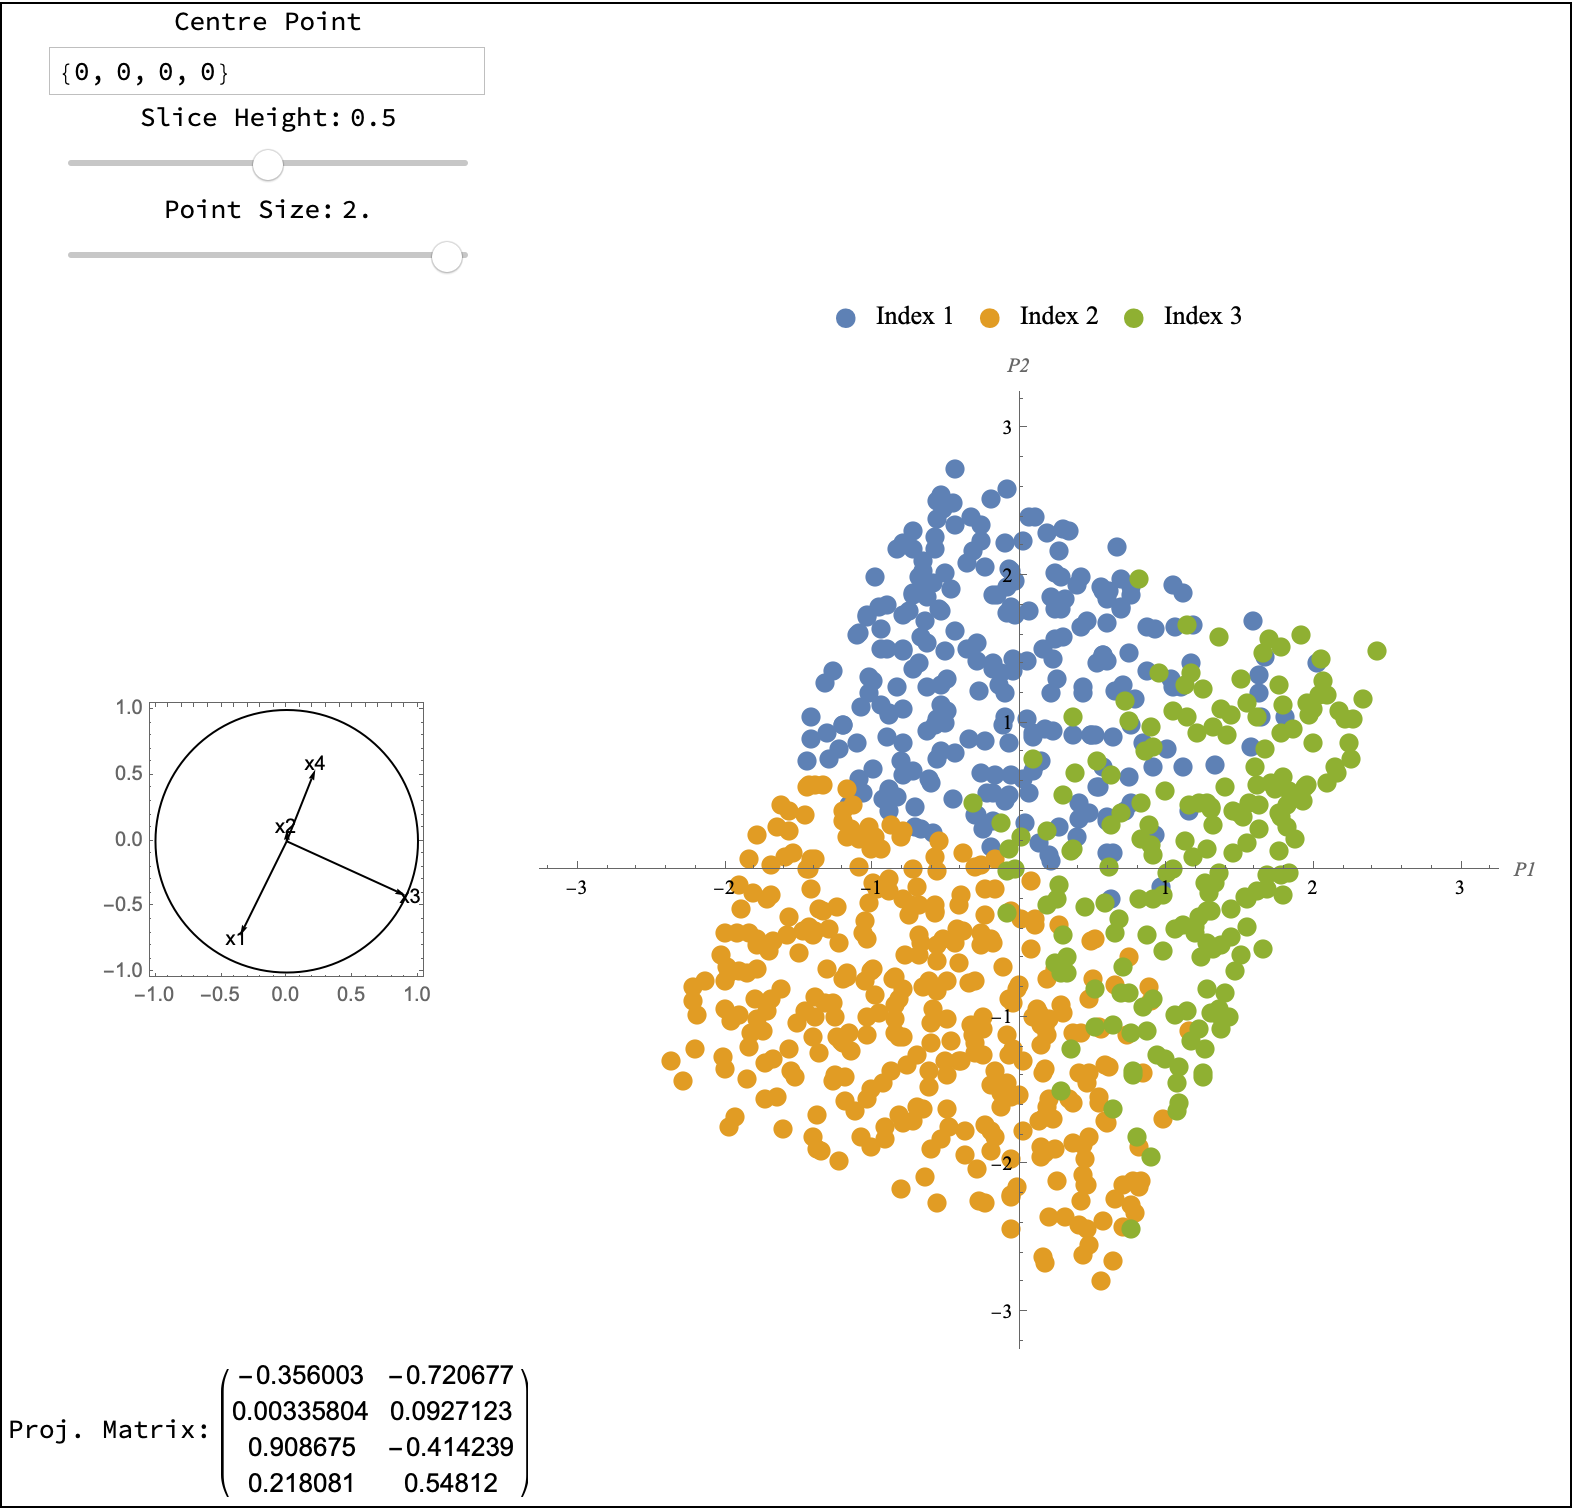 Centre Point
{0, 0, 0, 0}
Slice Height: 0.5
Point Size: 2.
Index 1 Index 2 Index 3
P2
3
2
1
−3 −2 −1 1 2 3 P1
−1
−2
−3
1.0
0.5
0.0
−0.5
−1.0
−1.0 −0.5 0.0 0.5 1.0
x4
x2
x3
x1
Proj. Matrix:
−0.356003 −0.720677
0.00335804 0.0927123
0.908675 −0.414239
0.218081 0.54812